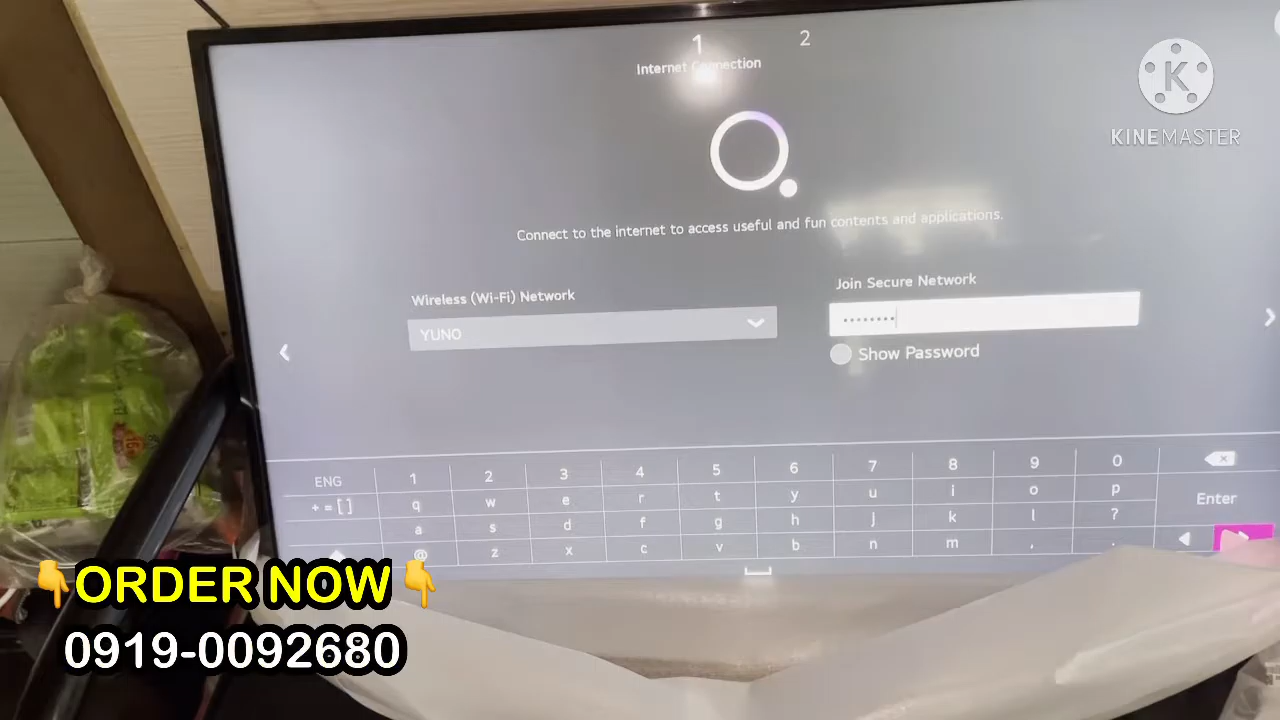 1 2
Internet Connection
KINEMASTER
Connect to the internet to access useful and fun contents and applications.
Wireless (Wi-Fi) Network
YUNO
Join Secure Network
••••••••
Show Password
ENG 1 2 3 4 5 6 7 8 9 0
+ = [ ] q w e r t y u i o p Enter
a s d f g h j k l ?
@ z x c v b n m , .
👇ORDER NOW👇
0919-0092680